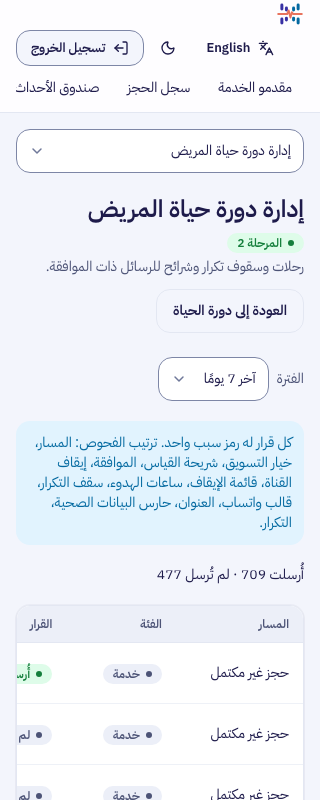 English
تسجيل الخروج
مقدمو الخدمة
سجل الحجز
صندوق الأحداث
إدارة دورة حياة المريض
إدارة دورة حياة المريض
المرحلة 2
رحلات وسقوف تكرار وشرائح للرسائل ذات الموافقة.
العودة إلى دورة الحياة
الفترة
آخر 7 يومًا
كل قرار له رمز سبب واحد. ترتيب الفحوص: المسار،
خيار التسويق، شريحة القياس، الموافقة، إيقاف
القناة، قائمة الإيقاف، ساعات الهدوء، سقف التكرار،
قالب واتساب، العنوان، حارس البيانات الصحية،
التكرار.
أُرسلت 709 · لم تُرسل 477
المسار الفئة القرار
حجز غير مكتمل خدمة
حجز غير مكتمل خدمة لم
حجز غير مكتمل خدمة لم